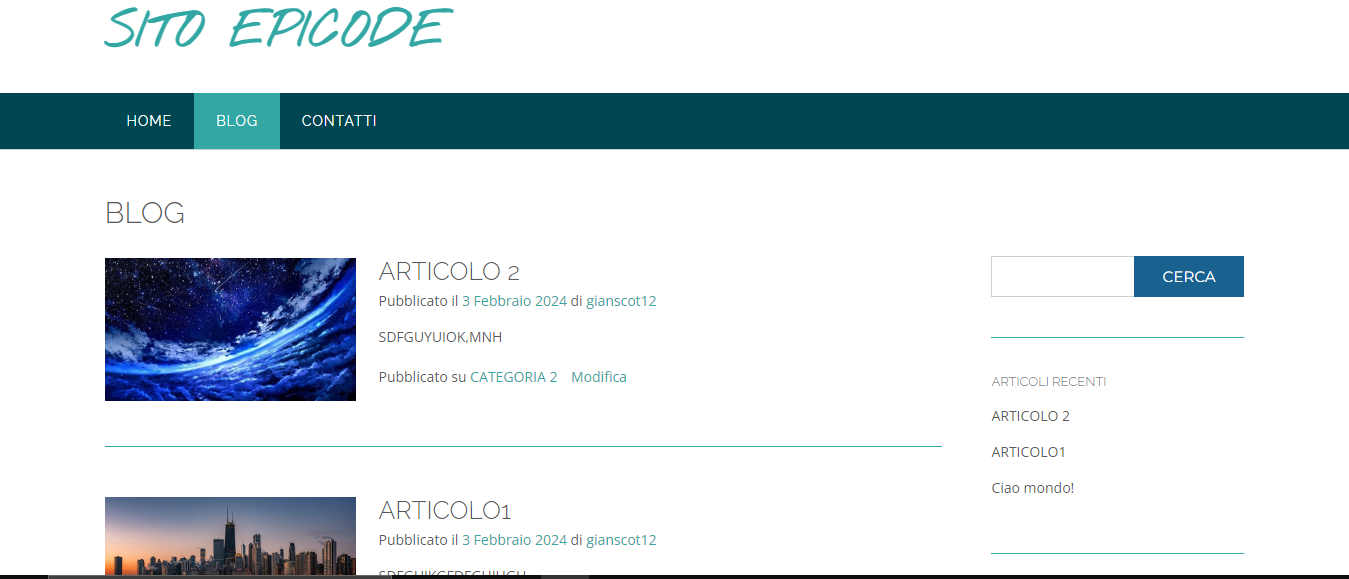 SITO EPICODE
HOME BLOG CONTATTI
BLOG
ARTICOLO 2
Pubblicato il 3 Febbraio 2024 di gianscot12
SDFGUYUIOK,MNH
Pubblicato su CATEGORIA 2 Modifica
ARTICOLO1
Pubblicato il 3 Febbraio 2024 di gianscot12
CERCA
ARTICOLI RECENTI
ARTICOLO 2
ARTICOLO1
Ciao mondo!